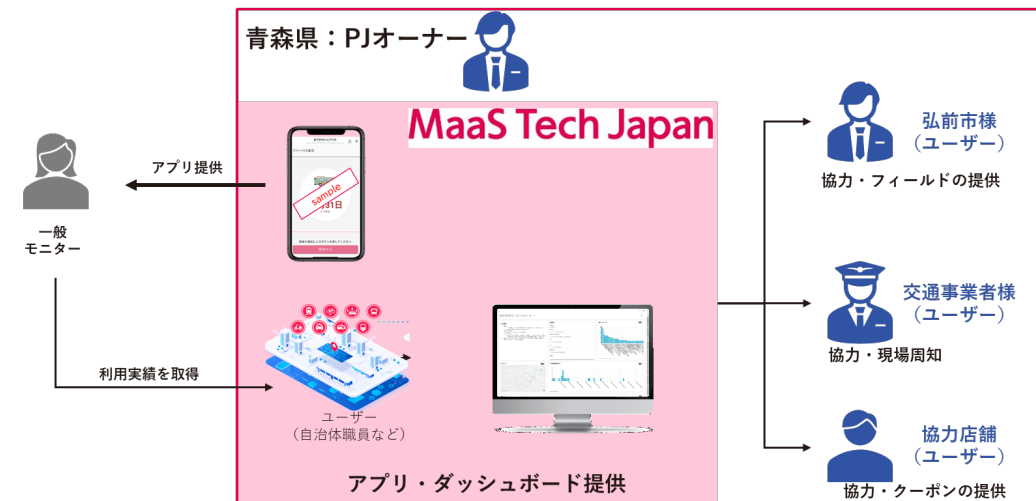 青森県：PJオーナー
MaaS Tech Japan
アプリ提供
sample
31日
一般
モニター
利用実績を取得
ユーザー
（自治体職員など）
アプリ・ダッシュボード提供
弘前市様
（ユーザー）
協力・フィールドの提供
交通事業者様
（ユーザー）
協力・現場周知
協力店舗
（ユーザー）
協力・クーポンの提供